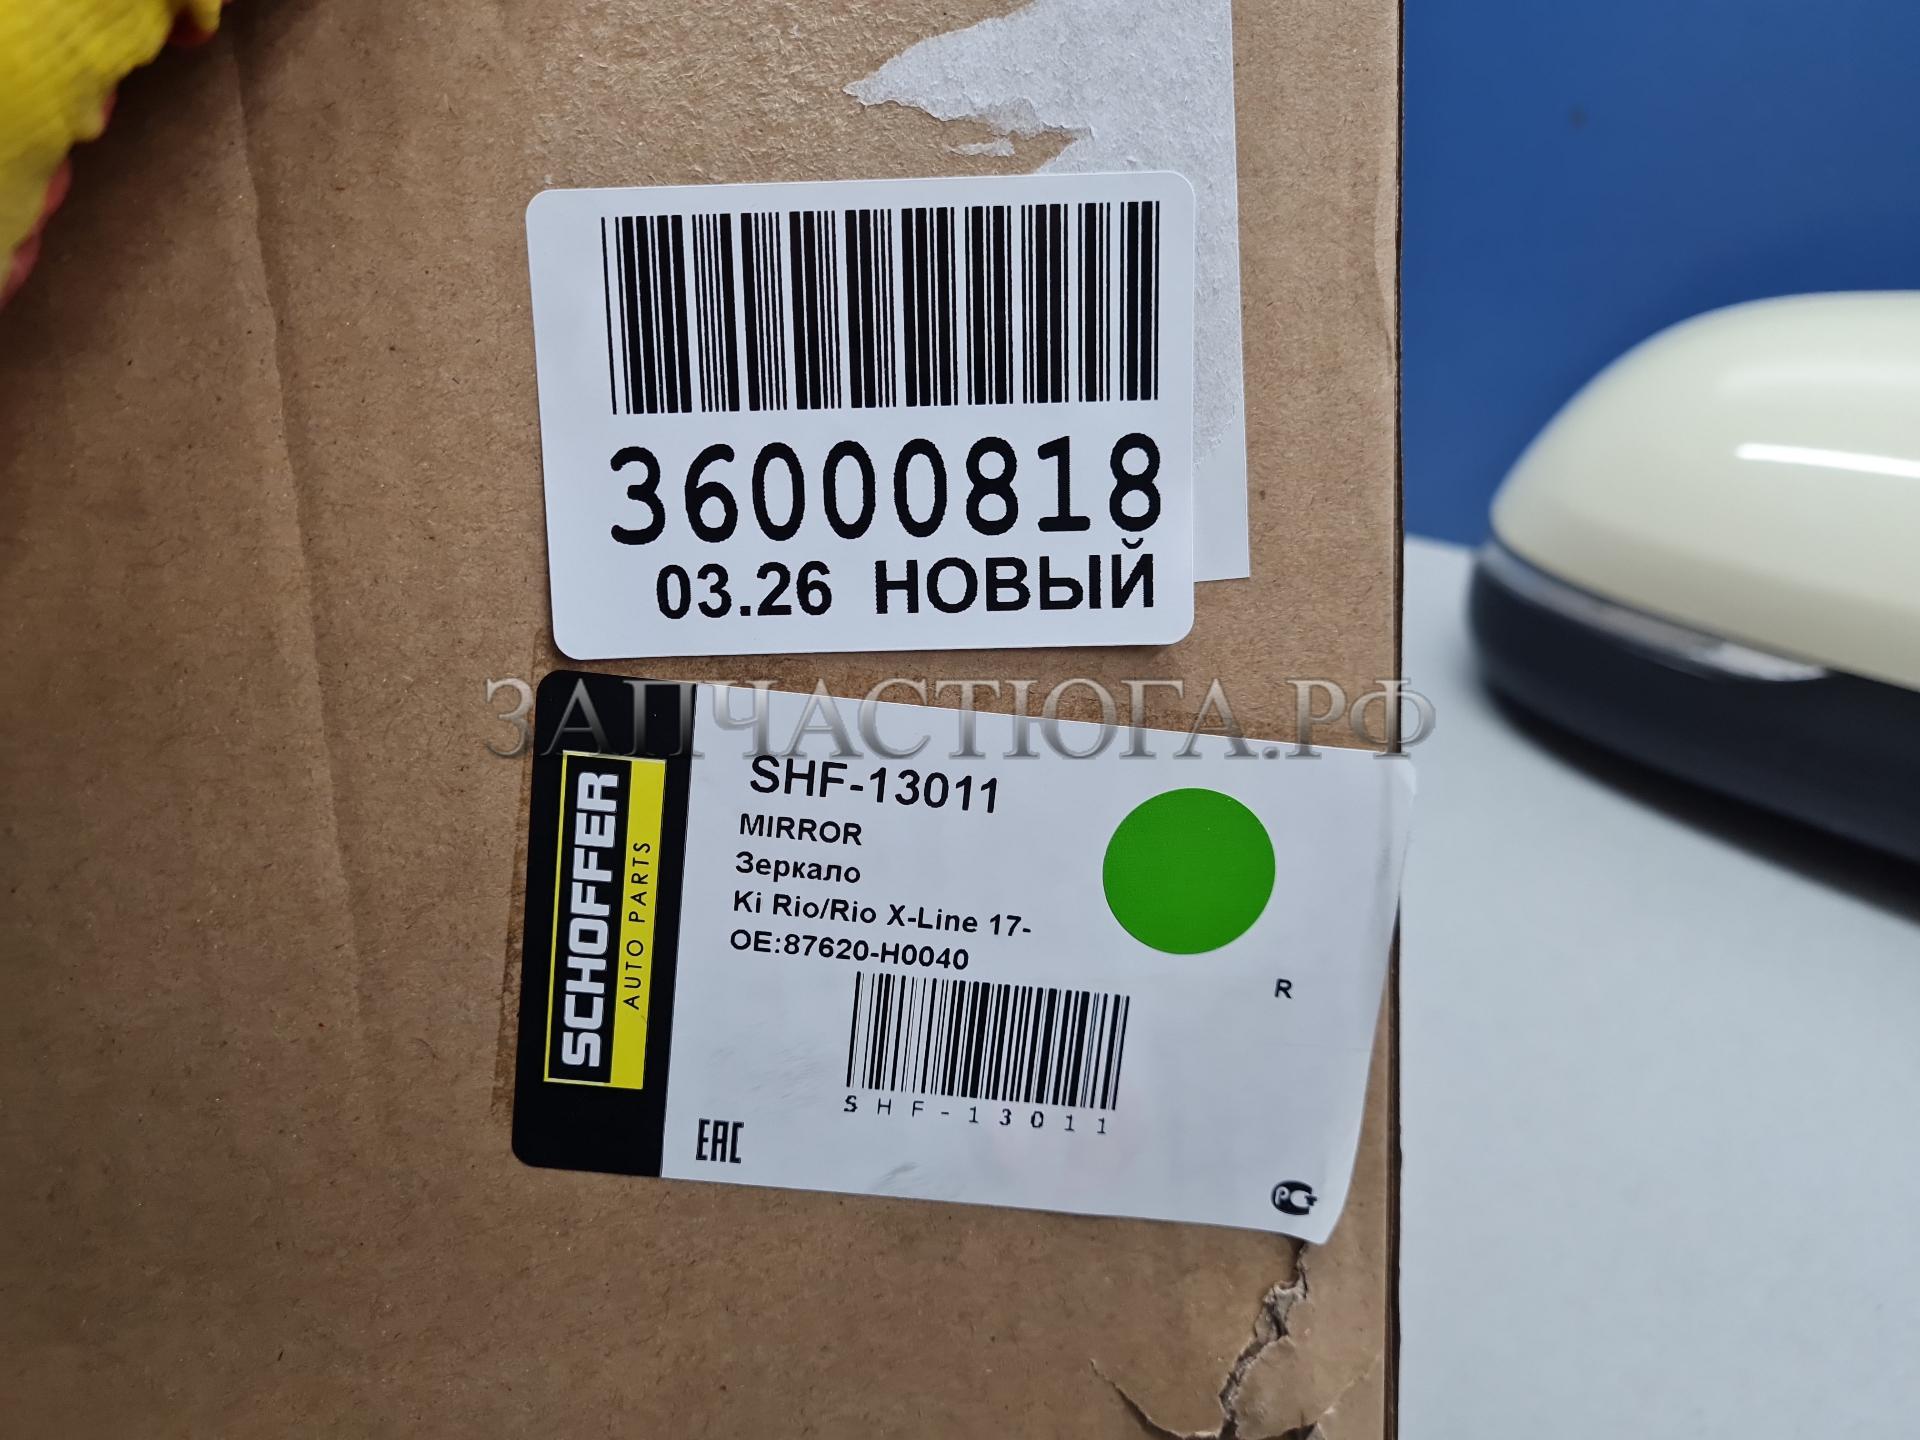 36000818
03.26 НОВЫЙ
ЗАПЧАСТЮГА.РФ
SCHOFFER
AUTO PARTS
SHF-13011
MIRROR
Зеркало
Ki Rio/Rio X-Line 17-
OE:87620-H0040
R
SHF-13011
EAC
РСТ